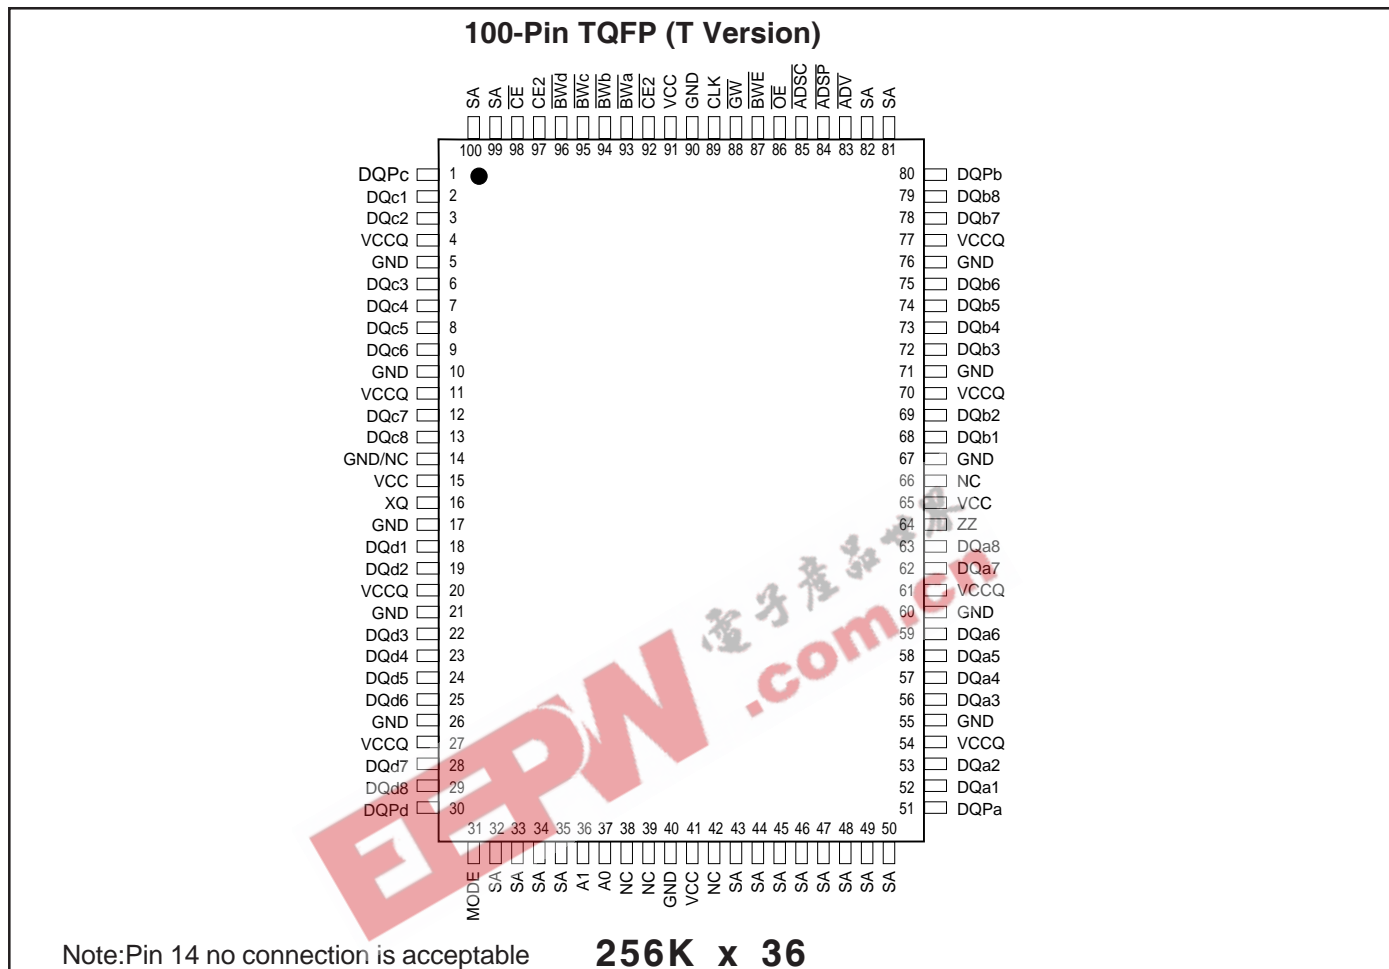 100-Pin TQFP (T Version)
SA SA CE CE2 BWd BWc BWb BWa CE2 VCC GND CLK GW BWE OE ADSC ADSP ADV SA SA
100 99 98 97 96 95 94 93 92 91 90 89 88 87 86 85 84 83 82 81
DQPc 1 80 DQPb
DQc1 2 79 DQb8
DQc2 3 78 DQb7
VCCQ 4 77 VCCQ
GND 5 76 GND
DQc3 6 75 DQb6
DQc4 7 74 DQb5
DQc5 8 73 DQb4
DQc6 9 72 DQb3
GND 10 71 GND
VCCQ 11 70 VCCQ
DQc7 12 69 DQb2
DQc8 13 68 DQb1
GND/NC 14 67 GND
VCC 15 66 NC
XQ 16 65 VCC
GND 17 64 ZZ
DQd1 18 63 DQa8
DQd2 19 62 DQa7
VCCQ 20 61 VCCQ
GND 21 60 GND
DQd3 22 59 DQa6
DQd4 23 58 DQa5
DQd5 24 57 DQa4
DQd6 25 56 DQa3
GND 26 55 GND
VCCQ 27 54 VCCQ
DQd7 28 53 DQa2
DQd8 29 52 DQa1
DQPd 30 51 DQPa
31 32 33 34 35 36 37 38 39 40 41 42 43 44 45 46 47 48 49 50
MODE SA SA SA SA A1 A0 NC NC GND VCC NC SA SA SA SA SA SA SA SA
EEPW
電子產品世界
.com.cn
Note:Pin 14 no connection is acceptable
256K x 36